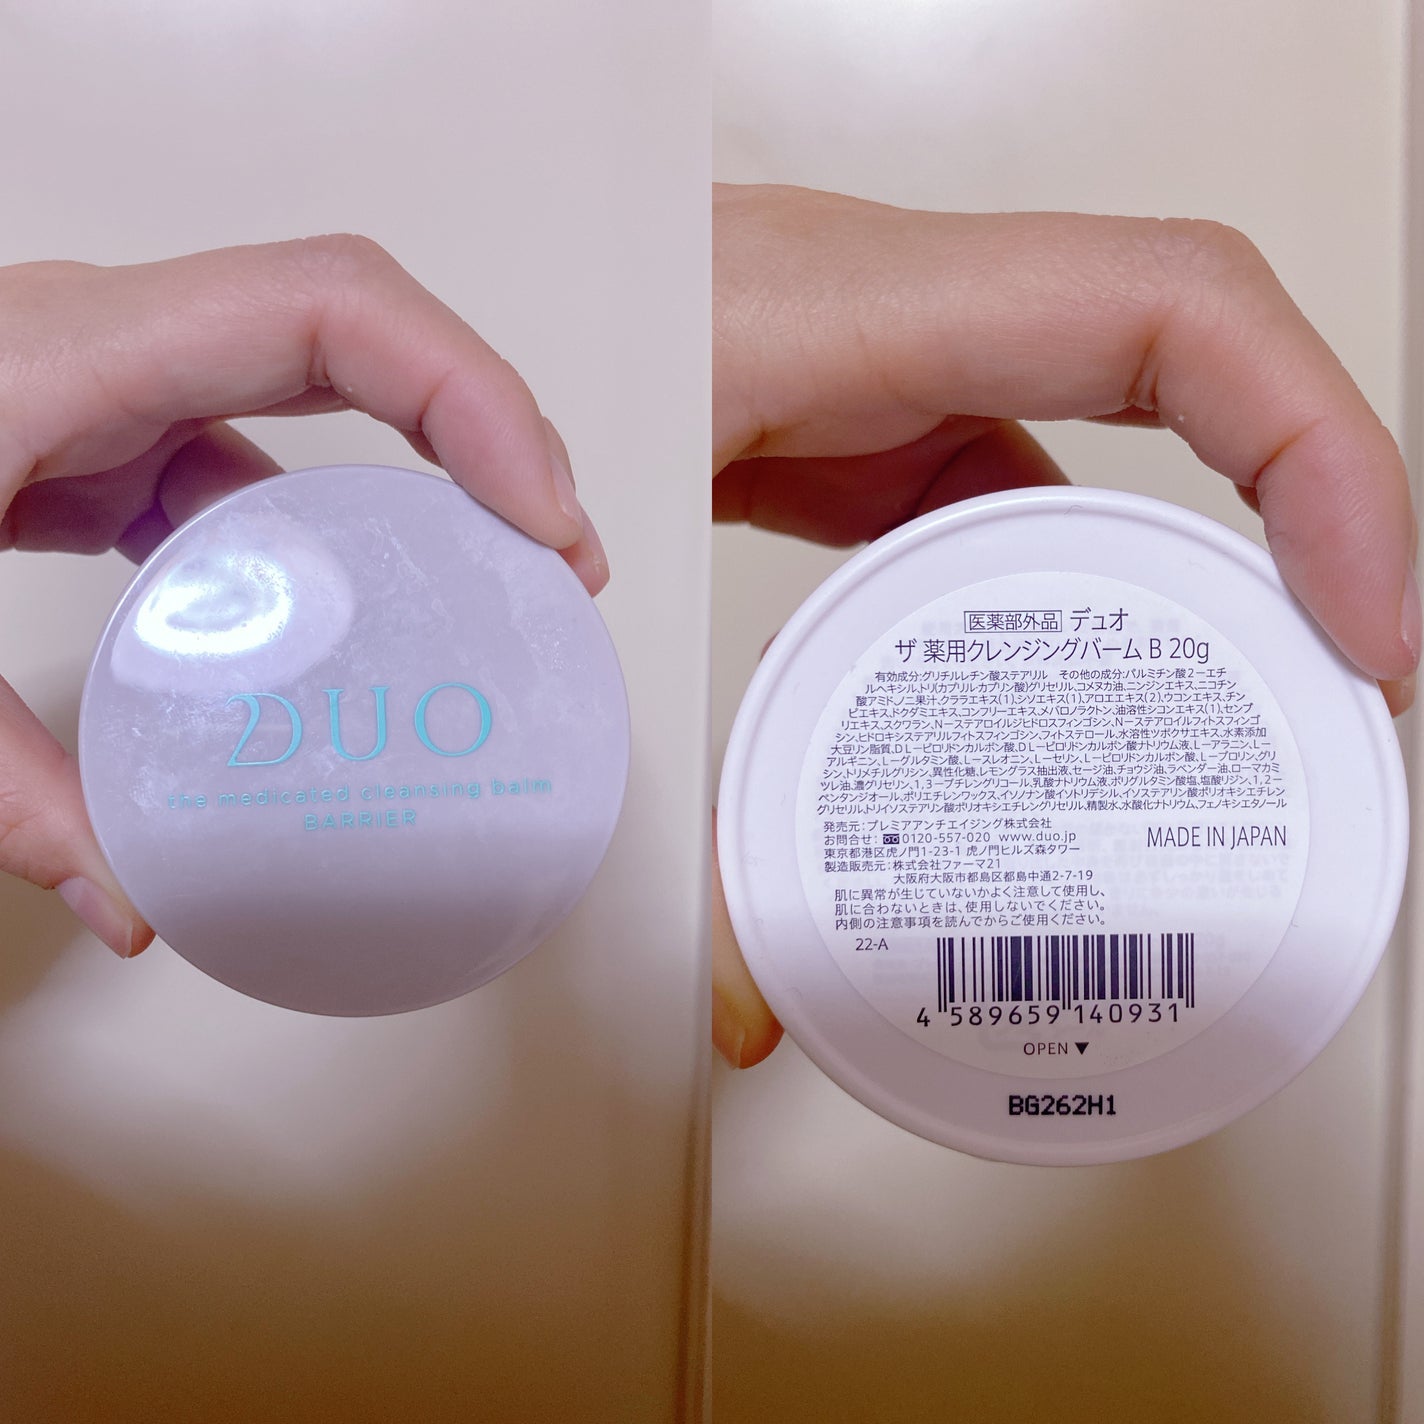 DUO
the medicated cleansing balm
BARRIER
医薬部外品 デュオ
ザ 薬用クレンジングバーム B 20g
有効成分:グリチルレチン酸ステアリル その他の成分:パルミチン酸2-エチ
ルヘキシル,トリ(カプリル・カプリン酸)グリセリル,コメヌカ油,ニンジンエキス,ニコチン
酸アミド,ノニ果汁,クララエキス(1),シソエキス(1),アロエエキス(2),ウコンエキス,チン
ピエキス,ドクダミエキス,コンフリーエキス,メバロノラクトン,油溶性シコンエキス(1),センブ
リエキス,スクワラン,N-ステアロイルジヒドロスフィンゴシン,N-ステアロイルフィトスフィンゴ
シン,ヒドロキシステアリルフィトスフィンゴシン,フィトステロール,水溶性ツボクサエキス,水素添加
大豆リン脂質,DL-ピロリドンカルボン酸,DL-ピロリドンカルボン酸ナトリウム液,L-アラニン,L-
アルギニン,L-グルタミン酸,L-スレオニン,L-セリン,L-ピロリドンカルボン酸,L-プロリン,グリ
シン,トリメチルグリシン,異性化糖,レモングラス抽出液,セージ油,チョウジ油,ラベンダー油,ローマカミ
ツレ油,濃グリセリン,1,3-ブチレングリコール,乳酸ナトリウム液,ポリグルタミン酸塩,塩酸リジン,1,2-
ペンタンジオール,ポリエチレンワックス,イソノナン酸イソトリデシル,イソステアリン酸ポリオキシエチレン
グリセリル,トリイソステアリン酸ポリオキシエチレングリセリル,精製水,水酸化ナトリウム,フェノキシエタノール
発売元:プレミアアンチエイジング株式会社
お問合せ:0120-557-020 www.duo.jp
東京都港区虎ノ門1-23-1 虎ノ門ヒルズ森タワー
MADE IN JAPAN
製造販売元:株式会社ファーマ21
大阪府大阪市都島区都島中通2-7-19
肌に異常が生じていないかよく注意して使用し、
肌に合わないときは、使用しないでください。
内側の注意事項を読んでからご使用ください。
22-A
4 589659 140931
OPEN ▼
BG262H1